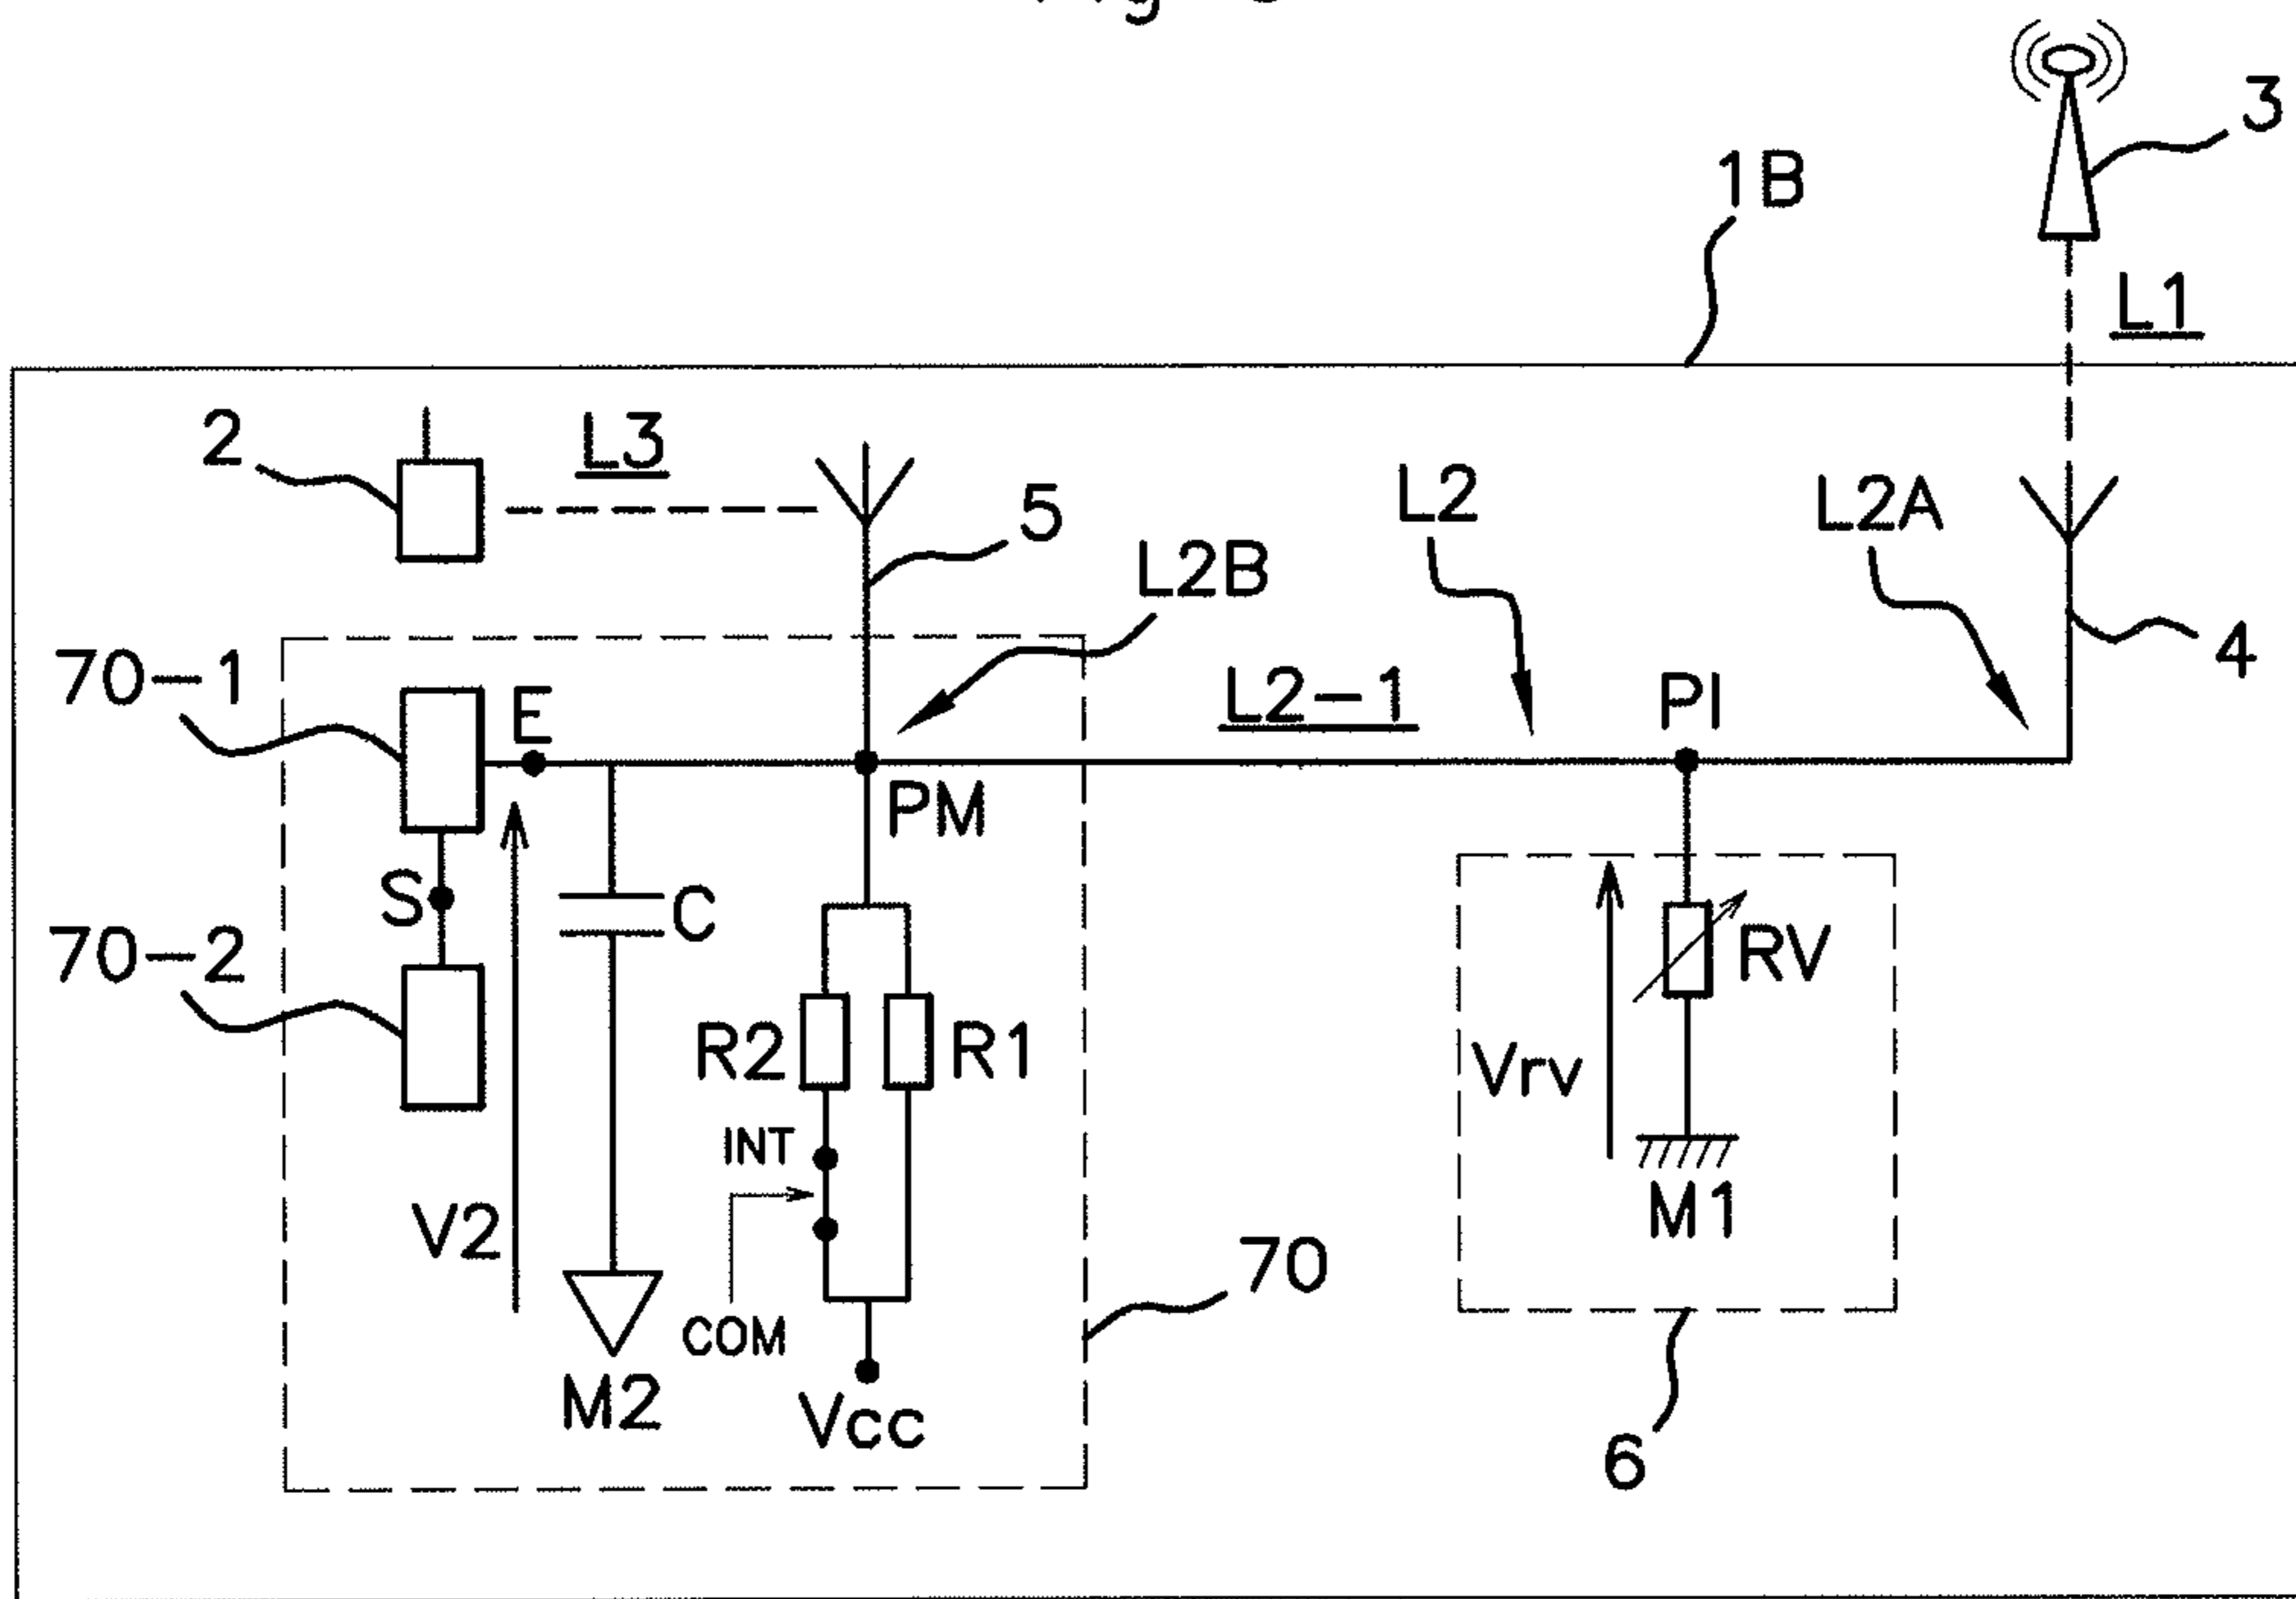 3
1B
L1
2
L3
5
L2
L2A
L2B
4
70-1
E
L2-1
PI
PM
S
C
70-2
RV
R2
R1
Vrv
INT
V2
M1
COM
70
M2
Vcc
6